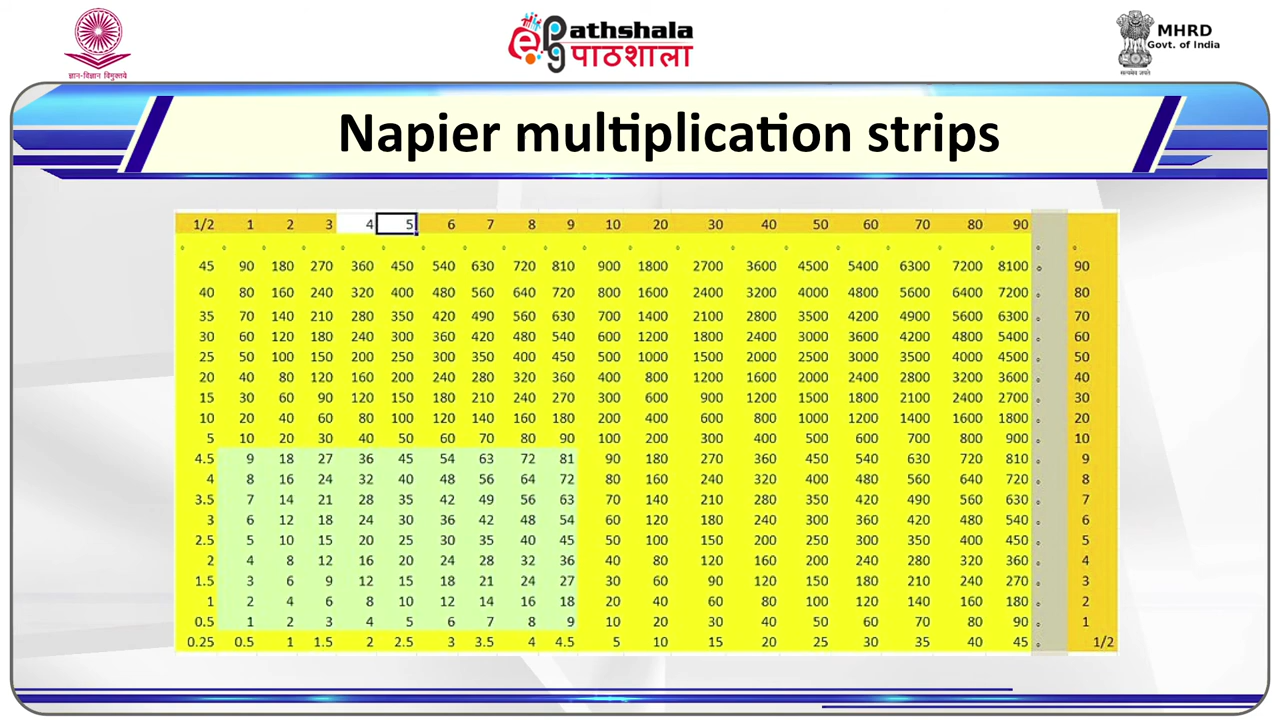 ज्ञान-विज्ञान विमुक्तये
ePathshala
पाठशाला
MHRD
Govt. of India
सत्यमेव जयते
Napier multiplication strips
1/2 1 2 3 4 5 6 7 8 9 10 20 30 40 50 60 70 80 90
45 90 180 270 360 450 540 630 720 810 900 1800 2700 3600 4500 5400 6300 7200 8100 90
40 80 160 240 320 400 480 560 640 720 800 1600 2400 3200 4000 4800 5600 6400 7200 80
35 70 140 210 280 350 420 490 560 630 700 1400 2100 2800 3500 4200 4900 5600 6300 70
30 60 120 180 240 300 360 420 480 540 600 1200 1800 2400 3000 3600 4200 4800 5400 60
25 50 100 150 200 250 300 350 400 450 500 1000 1500 2000 2500 3000 3500 4000 4500 50
20 40 80 120 160 200 240 280 320 360 400 800 1200 1600 2000 2400 2800 3200 3600 40
15 30 60 90 120 150 180 210 240 270 300 600 900 1200 1500 1800 2100 2400 2700 30
10 20 40 60 80 100 120 140 160 180 200 400 600 800 1000 1200 1400 1600 1800 20
5 10 20 30 40 50 60 70 80 90 100 200 300 400 500 600 700 800 900 10
4.5 9 18 27 36 45 54 63 72 81 90 180 270 360 450 540 630 720 810 9
4 8 16 24 32 40 48 56 64 72 80 160 240 320 400 480 560 640 720 8
3.5 7 14 21 28 35 42 49 56 63 70 140 210 280 350 420 490 560 630 7
3 6 12 18 24 30 36 42 48 54 60 120 180 240 300 360 420 480 540 6
2.5 5 10 15 20 25 30 35 40 45 50 100 150 200 250 300 350 400 450 5
2 4 8 12 16 20 24 28 32 36 40 80 120 160 200 240 280 320 360 4
1.5 3 6 9 12 15 18 21 24 27 30 60 90 120 150 180 210 240 270 3
1 2 4 6 8 10 12 14 16 18 20 40 60 80 100 120 140 160 180 2
0.5 1 2 3 4 5 6 7 8 9 10 20 30 40 50 60 70 80 90 1
0.25 0.5 1 1.5 2 2.5 3 3.5 4 4.5 5 10 15 20 25 30 35 40 45 1/2